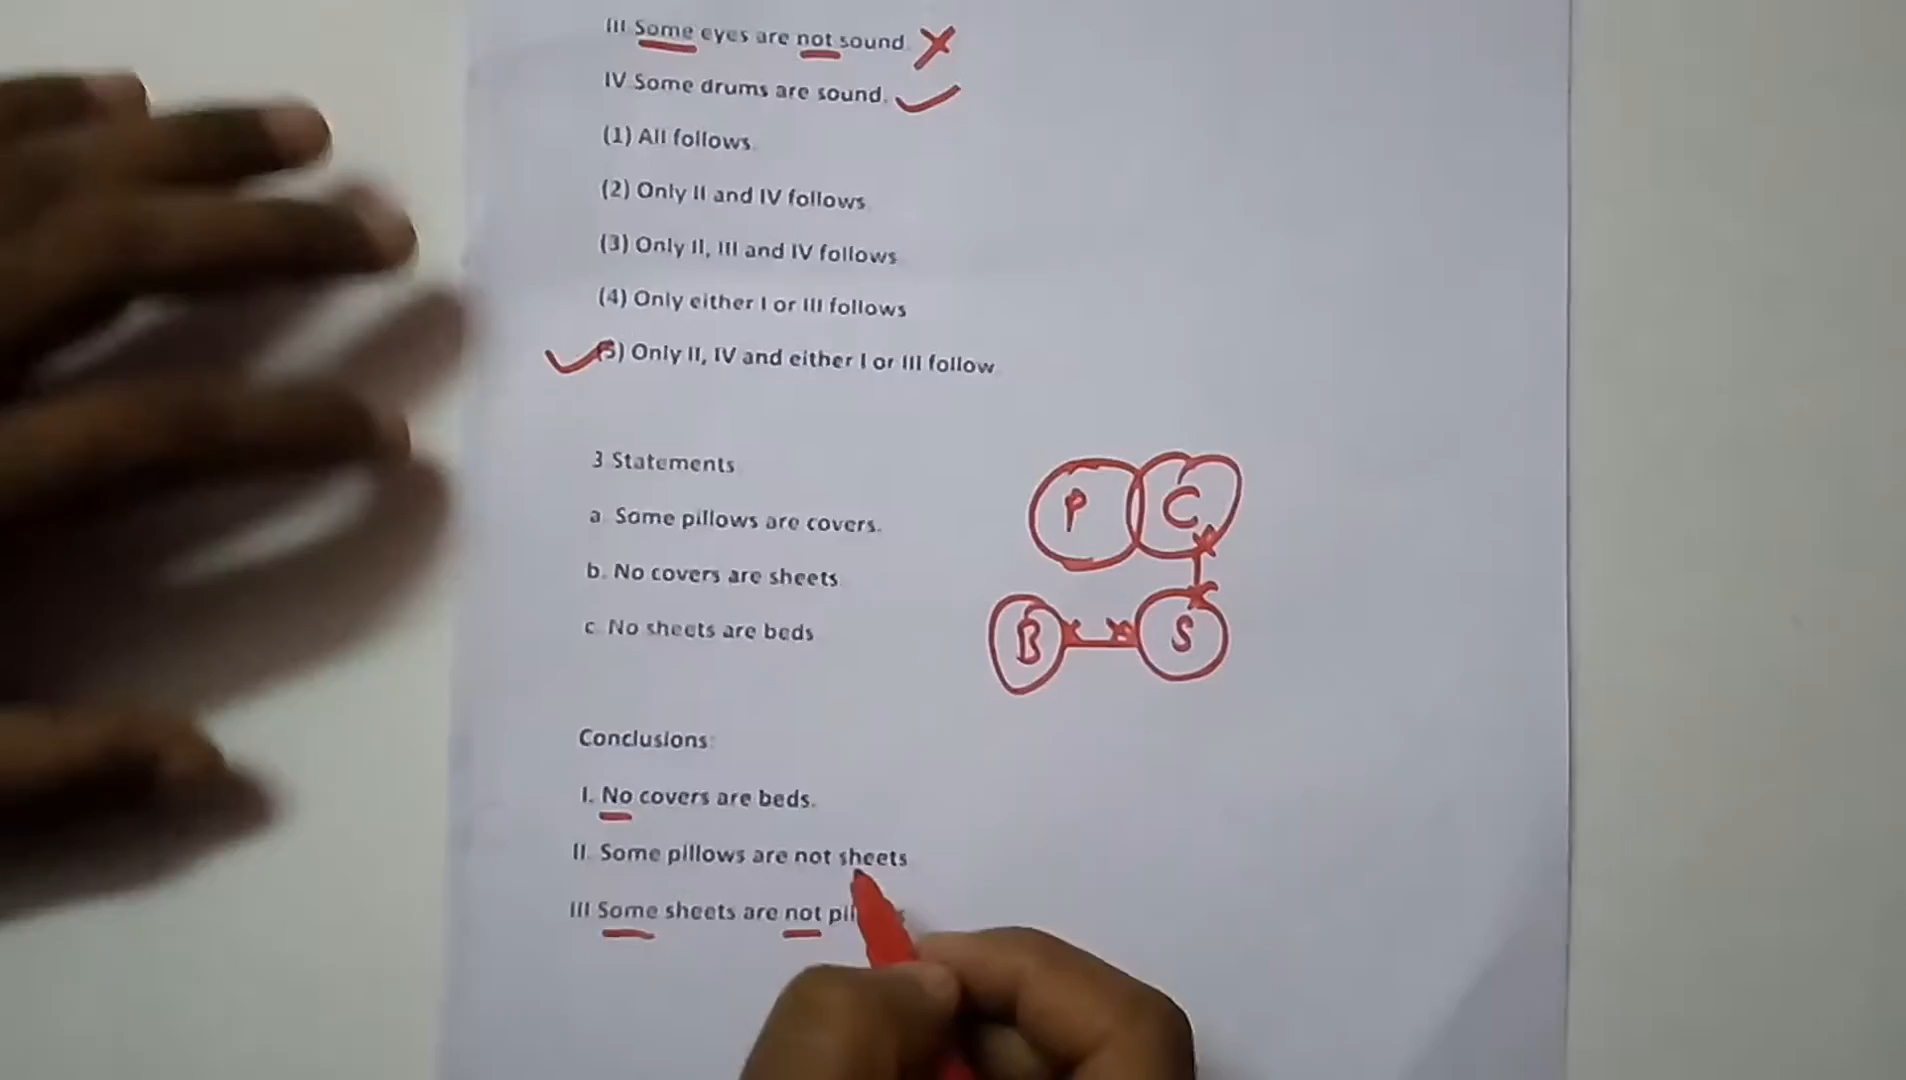 III Some eyes are not sound.
IV Some drums are sound.
(1) All follows.
(2) Only II and IV follows
(3) Only II, III and IV follows
(4) Only either I or III follows
(5) Only II, IV and either I or III follow
3 Statements
a. Some pillows are covers.
b. No covers are sheets
c. No sheets are beds
P C
B S
Conclusions:
I. No covers are beds.
II. Some pillows are not sheets
III Some sheets are not